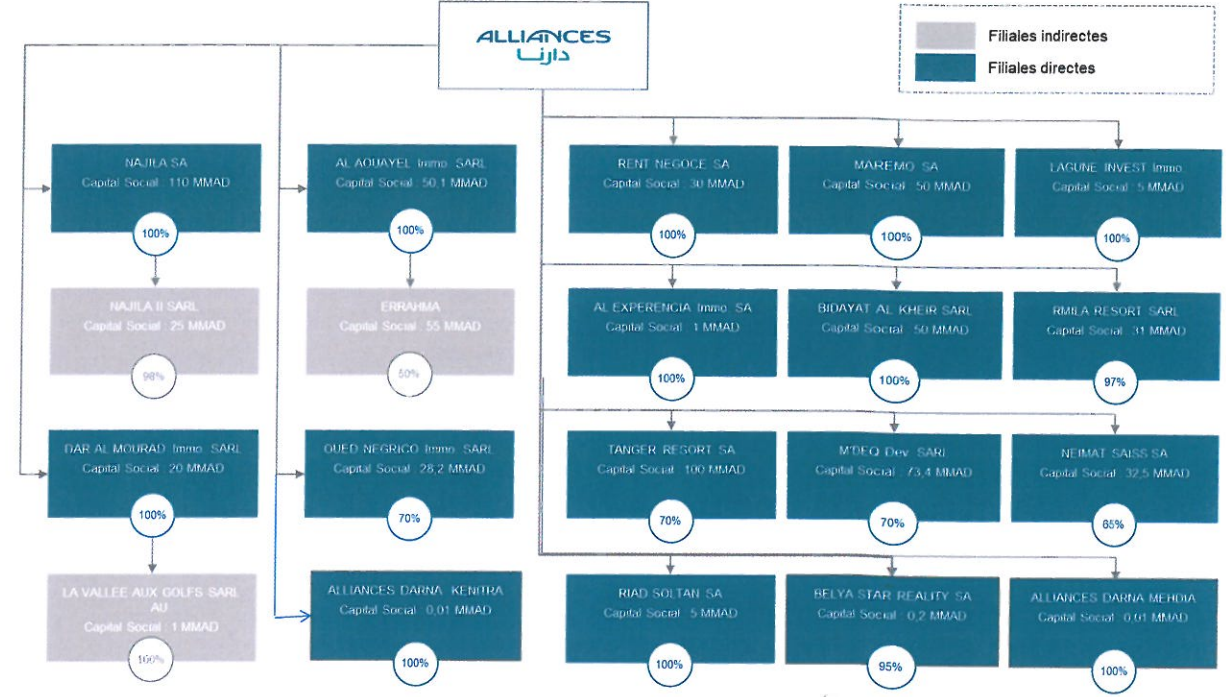 ALLIANCES
دارنا
Filiales indirectes
Filiales directes
NAJILA SA
Capital Social : 110 MMAD
100%
AL AOUAYEL Immo SARL
Capital Social : 50,1 MMAD
100%
RENT NEGOCE SA
Capital Social : 30 MMAD
100%
MAREMO SA
Capital Social : 50 MMAD
100%
LAGUNE INVEST Immo
Capital Social : 5 MMAD
100%
NAJILA II SARL
Capital Social : 25 MMAD
98%
ERRAHMA
Capital Social : 55 MMAD
50%
AL EXPERENCIA Immo SA
Capital Social : 1 MMAD
100%
BIDAYAT AL KHEIR SARL
Capital Social : 50 MMAD
100%
RMILA RESORT SARL
Capital Social : 31 MMAD
97%
DAR AL MOURAD Immo SARL
Capital Social : 20 MMAD
100%
OUED NEGRICO Immo SARL
Capital Social : 28,2 MMAD
70%
TANGER RESORT SA
Capital Social : 100 MMAD
70%
M'DEQ Dev SARL
Capital Social : 73,4 MMAD
70%
NEIMAT SAISS SA
Capital Social : 32,5 MMAD
65%
LA VALLEE AUX GOLFS SARL
AU
Capital Social : 1 MMAD
100%
ALLIANCES DARNA KENITRA
Capital Social : 0,01 MMAD
100%
RIAD SOLTAN SA
Capital Social : 5 MMAD
100%
BELYA STAR REALITY SA
Capital Social : 0,2 MMAD
95%
ALLIANCES DARNA MEHDIA
Capital Social : 0,01 MMAD
100%